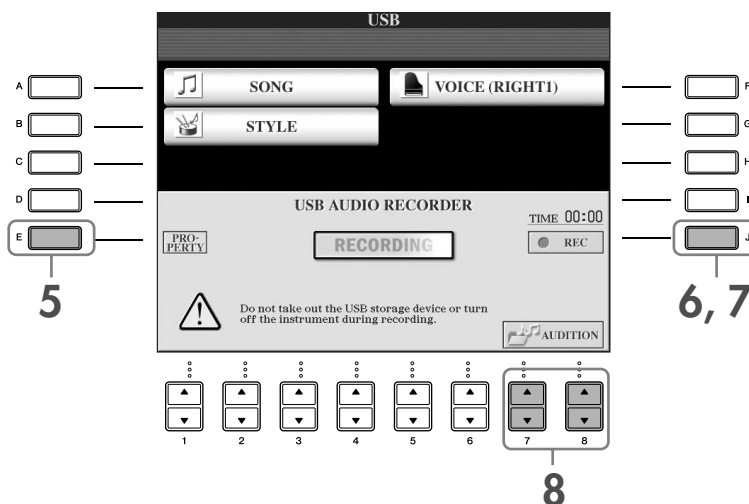 USB
A
SONG
VOICE (RIGHT1)
F
B
STYLE
G
C
H
D
USB AUDIO RECORDER
TIME 00:00
I
E
PRO-
PERTY
RECORDING
REC
J
5
6, 7
Do not take out the USB storage device or turn
off the instrument during recording.
AUDITION
1 2 3 4 5 6 7 8
8